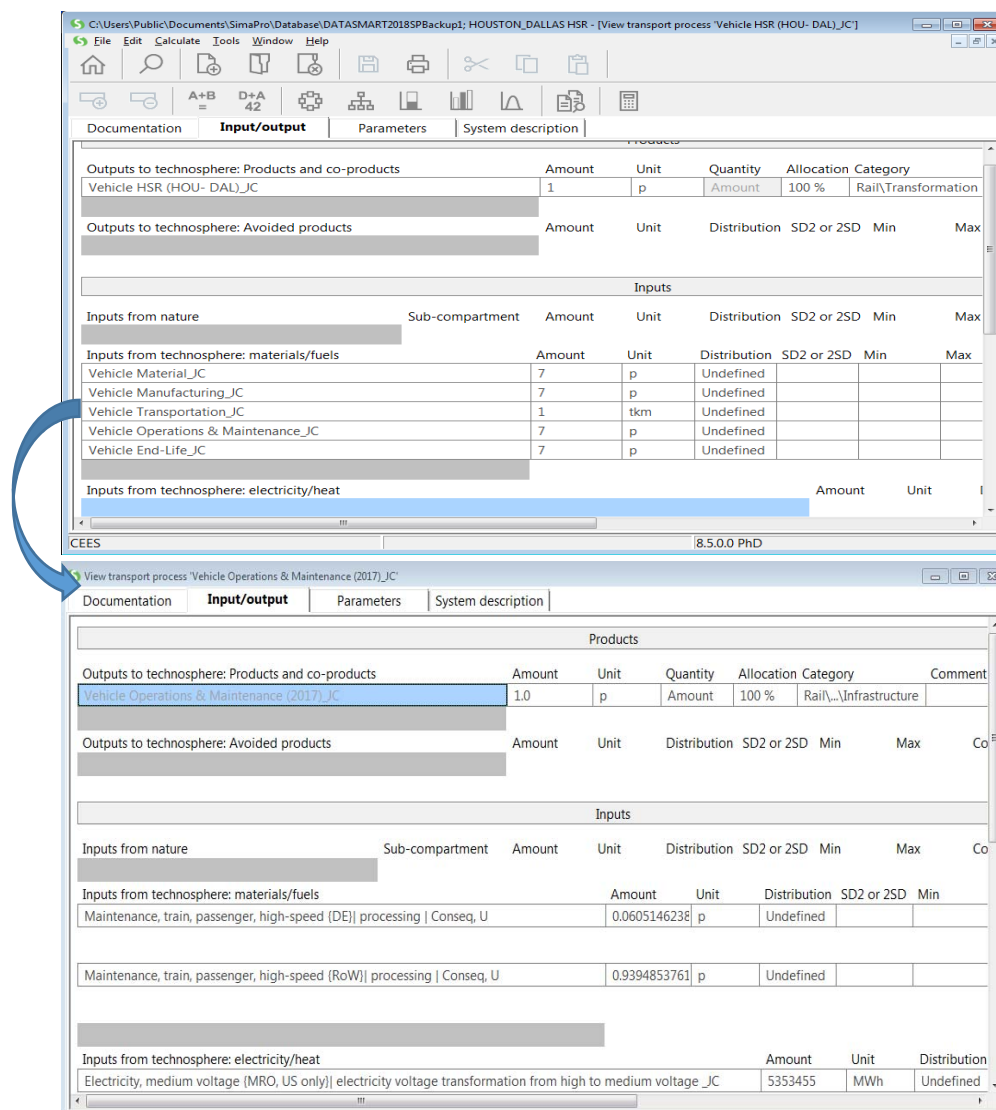 C:\Users\Public\Documents\SimaPro\Database\DATASMART2018SPBackup1; HOUSTON_DALLAS HSR - [View transport process 'Vehicle HSR (HOU- DAL)_JC']
File Edit Calculate Tools Window Help
A+B = D+A 42
Documentation Input/output Parameters System description
Products
Outputs to technosphere: Products and co-products Amount Unit Quantity Allocation Category
Vehicle HSR (HOU- DAL)_JC 1 p Amount 100 % Rail\Transformation
Outputs to technosphere: Avoided products Amount Unit Distribution SD2 or 2SD Min Max
Inputs
Inputs from nature Sub-compartment Amount Unit Distribution SD2 or 2SD Min Max
Inputs from technosphere: materials/fuels Amount Unit Distribution SD2 or 2SD Min Max
Vehicle Material_JC 7 p Undefined
Vehicle Manufacturing_JC 7 p Undefined
Vehicle Transportation_JC 1 tkm Undefined
Vehicle Operations & Maintenance_JC 7 p Undefined
Vehicle End-Life_JC 7 p Undefined
Inputs from technosphere: electricity/heat Amount Unit
CEES 8.5.0.0 PhD
View transport process 'Vehicle Operations & Maintenance (2017)_JC'
Documentation Input/output Parameters System description
Products
Outputs to technosphere: Products and co-products Amount Unit Quantity Allocation Category Comment
Vehicle Operations & Maintenance (2017)_JC 1.0 p Amount 100 % Rail\...\Infrastructure
Outputs to technosphere: Avoided products Amount Unit Distribution SD2 or 2SD Min Max Co
Inputs
Inputs from nature Sub-compartment Amount Unit Distribution SD2 or 2SD Min Max Co
Inputs from technosphere: materials/fuels Amount Unit Distribution SD2 or 2SD Min
Maintenance, train, passenger, high-speed {DE}| processing | Conseq, U 0.0605146238 p Undefined
Maintenance, train, passenger, high-speed {RoW}| processing | Conseq, U 0.9394853761 p Undefined
Inputs from technosphere: electricity/heat Amount Unit Distribution
Electricity, medium voltage {MRO, US only}| electricity voltage transformation from high to medium voltage _JC 5353455 MWh Undefined